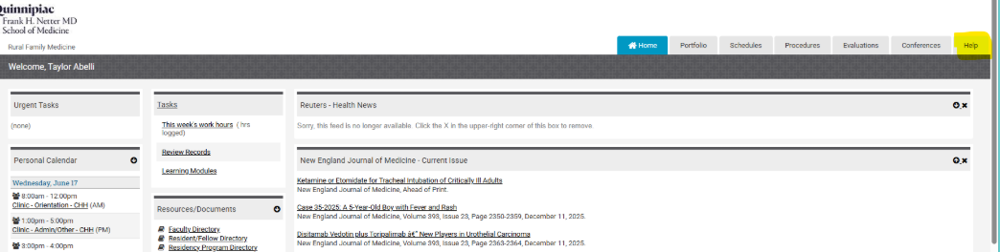 Quinnipiac
Frank H. Netter MD
School of Medicine
Rural Family Medicine
Home
Portfolio
Schedules
Procedures
Evaluations
Conferences
Help
Welcome, Taylor Abelli
Urgent Tasks
(none)
Personal Calendar
Wednesday, June 17
8:00am - 12:00pm
Clinic - Orientation - CHH (AM)
1:00pm - 5:00pm
Clinic - Admin/Other - CHH (PM)
3:00pm - 4:00pm
Tasks
This week's work hours ( hrs
logged)
Review Records
Learning Modules
Resources/Documents
Faculty Directory
Resident/Fellow Directory
Residency Program Directory
Reuters - Health News
Sorry, this feed is no longer available. Click the X in the upper-right corner of this box to remove.
New England Journal of Medicine - Current Issue
Ketamine or Etomidate for Tracheal Intubation of Critically Ill Adults
New England Journal of Medicine, Ahead of Print.
Case 35-2025: A 5-Year-Old Boy with Fever and Rash
New England Journal of Medicine, Volume 393, Issue 23, Page 2350-2359, December 11, 2025.
Disitamab Vedotin plus Toripalimab â€” New Players in Urothelial Carcinoma
New England Journal of Medicine, Volume 393, Issue 23, Page 2363-2364, December 11, 2025.